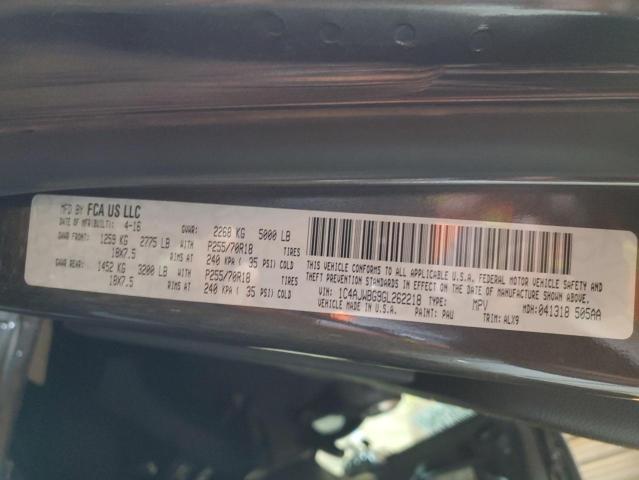 MFD BY FCA US LLC
DATE OF MFR(BUILT): 4-16 GVWR: 2268 KG 5000 LB
GAWR FRONT: 1259 KG 2775 LB WITH P255/70R18 TIRES
18X7.5 RIMS AT 240 KPA ( 35 PSI) COLD
GAWR REAR: 1452 KG 3200 LB WITH P255/70R18 TIRES
18X7.5 RIMS AT 240 KPA ( 35 PSI) COLD
THIS VEHICLE CONFORMS TO ALL APPLICABLE U.S.A. FEDERAL MOTOR VEHICLE SAFETY AND
THEFT PREVENTION STANDARDS IN EFFECT ON THE DATE OF MANUFACTURE SHOWN ABOVE.
VIN: 1C4AJWBG9GL262218 TYPE: MPV MDH: 041318 505AA
VEHICLE MADE IN U.S.A. PAINT: PAU TRIM: ALX9